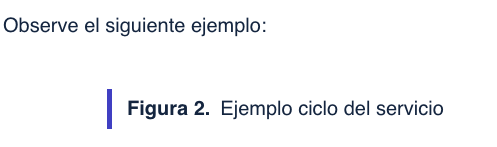 Observe el siguiente ejemplo:
Figura 2. Ejemplo ciclo del servicio